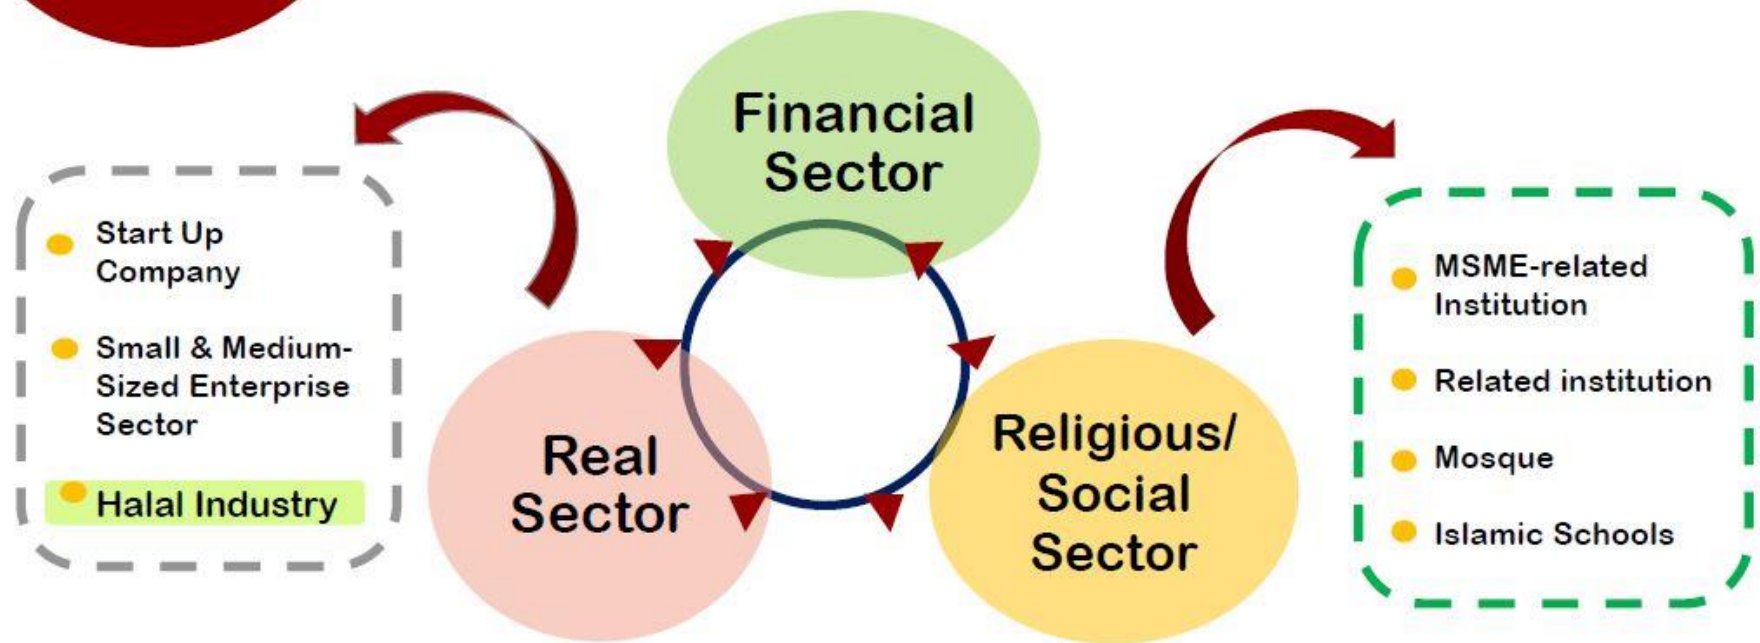 Financial
Sector
Start Up
Company
Small & Medium-
Sized Enterprise
Sector
Halal Industry
Real
Sector
Religious/
Social
Sector
MSME-related
Institution
Related institution
Mosque
Islamic Schools